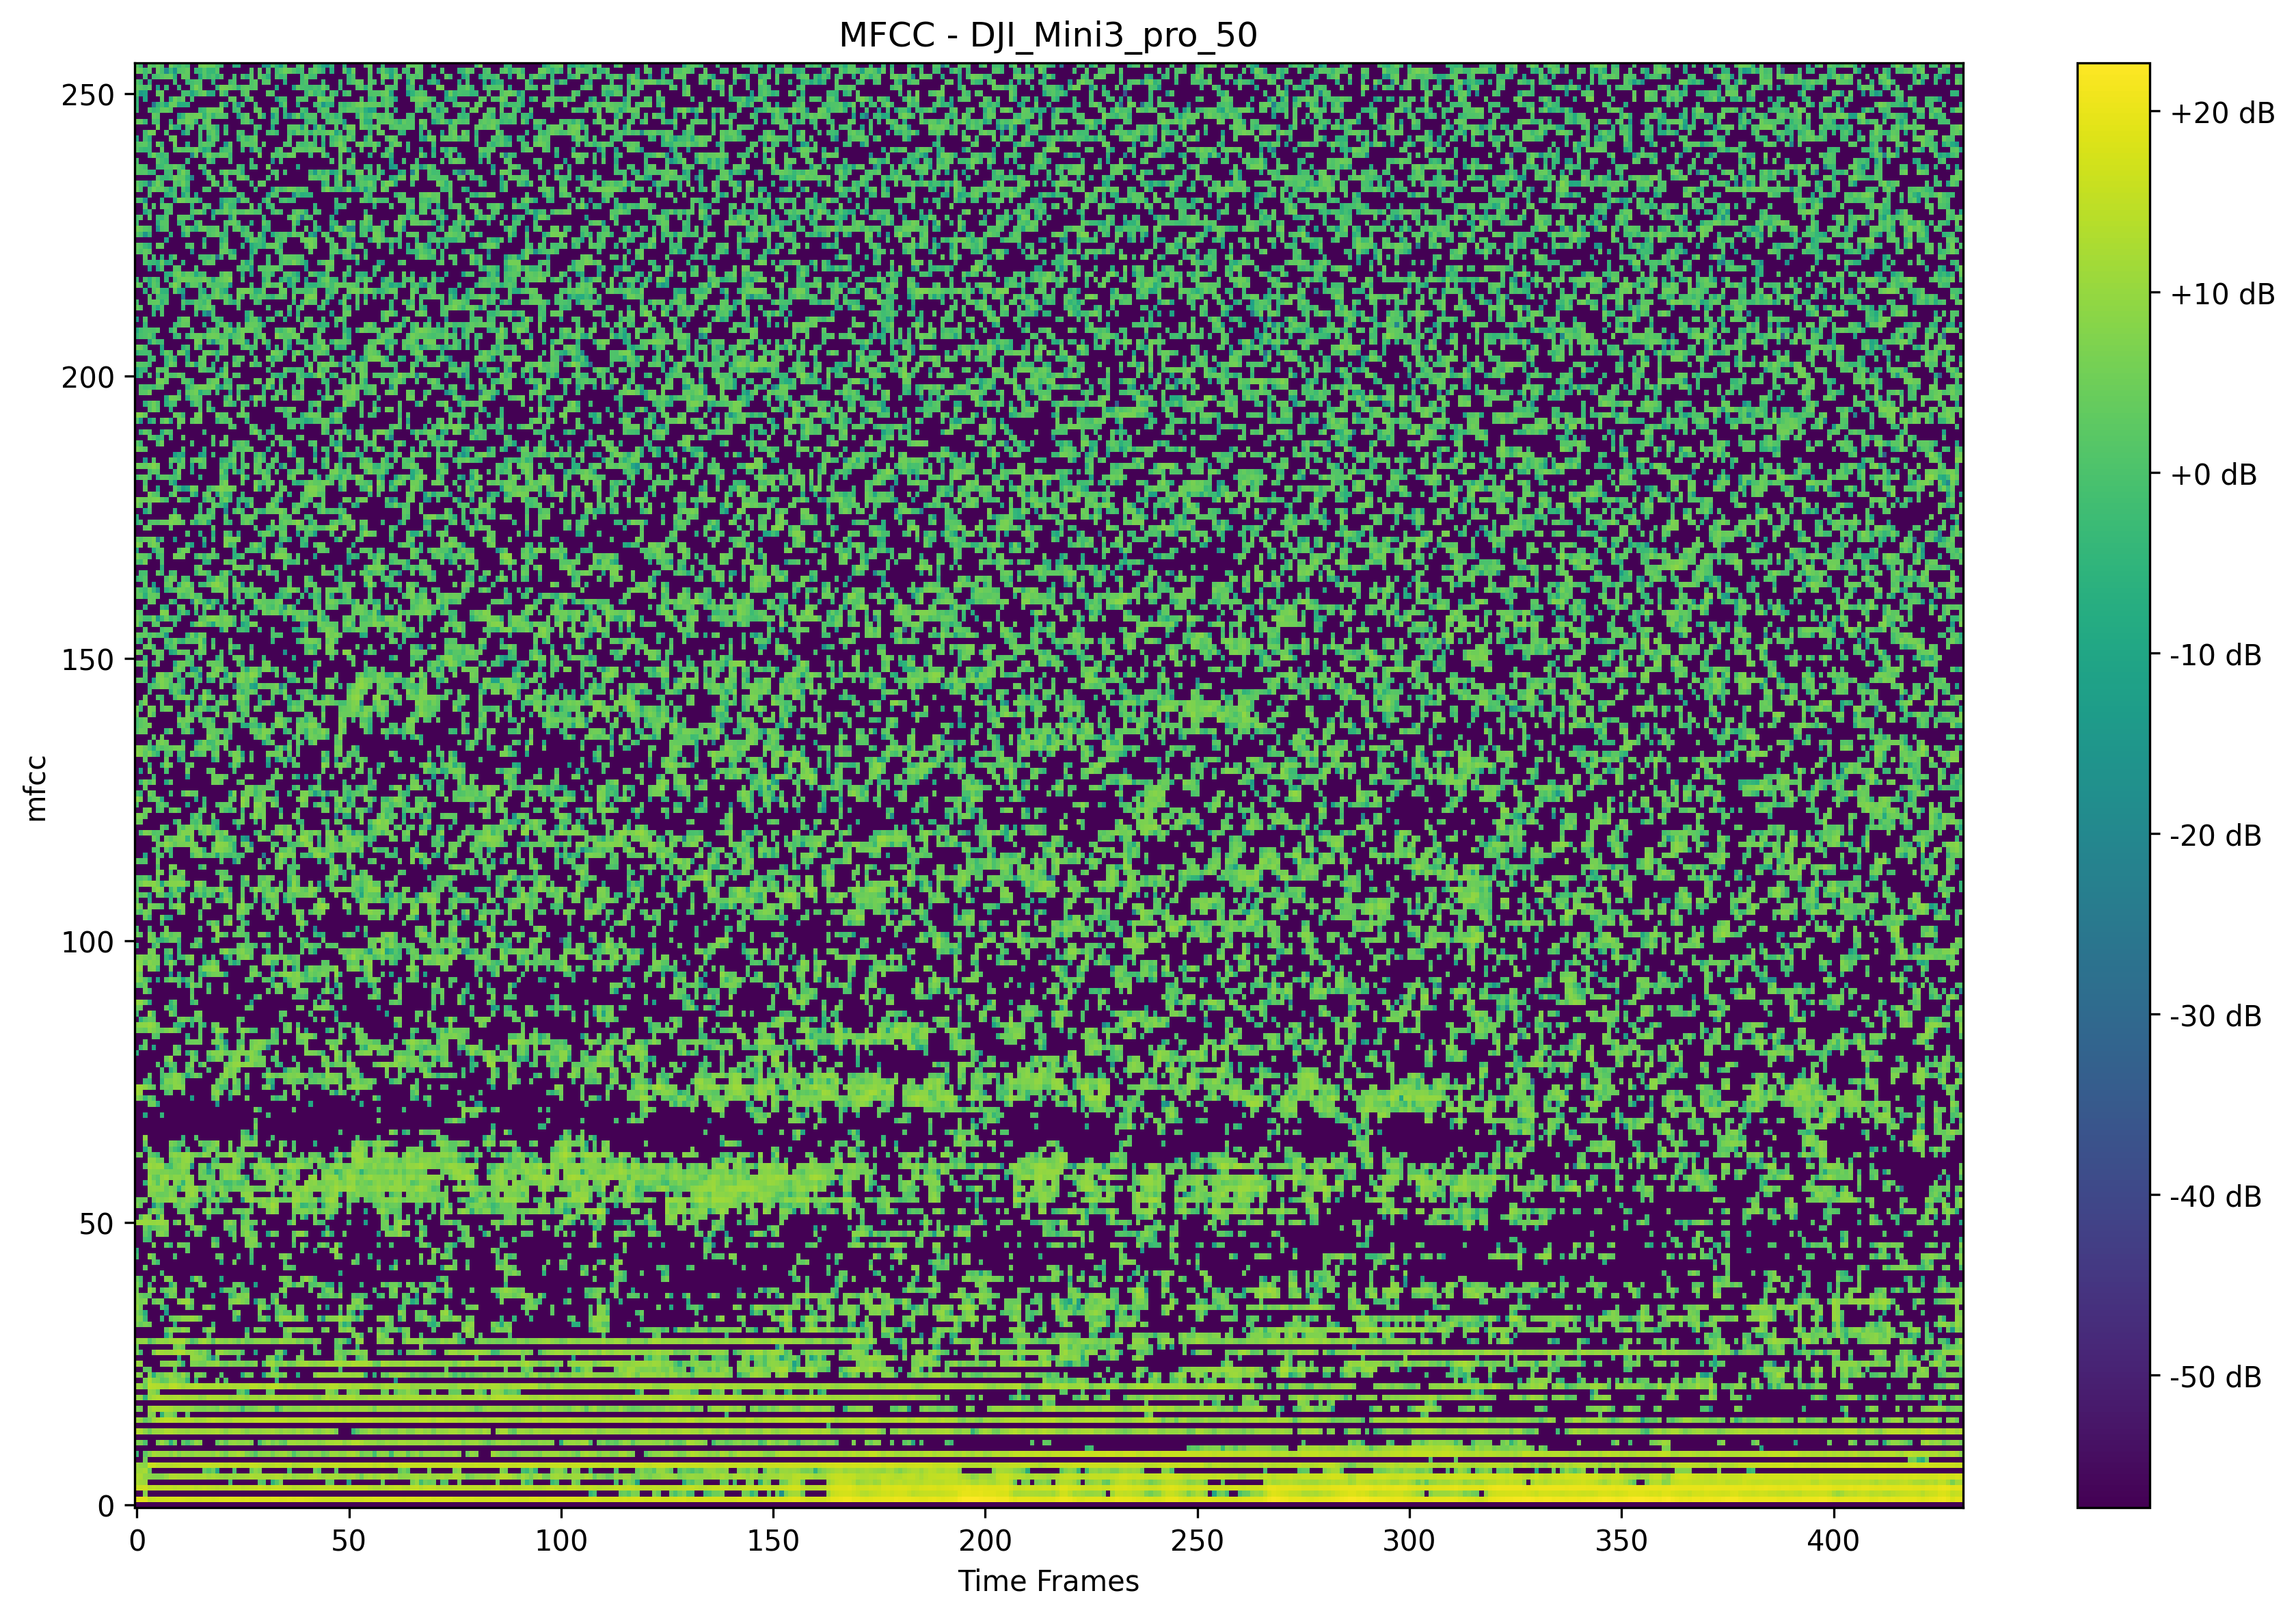 MFCC - DJI_Mini3_pro_50
250
200
150
100
50
0
mfcc
0
50
100
150
200
250
300
350
400
Time Frames
+20 dB
+10 dB
+0 dB
-10 dB
-20 dB
-30 dB
-40 dB
-50 dB